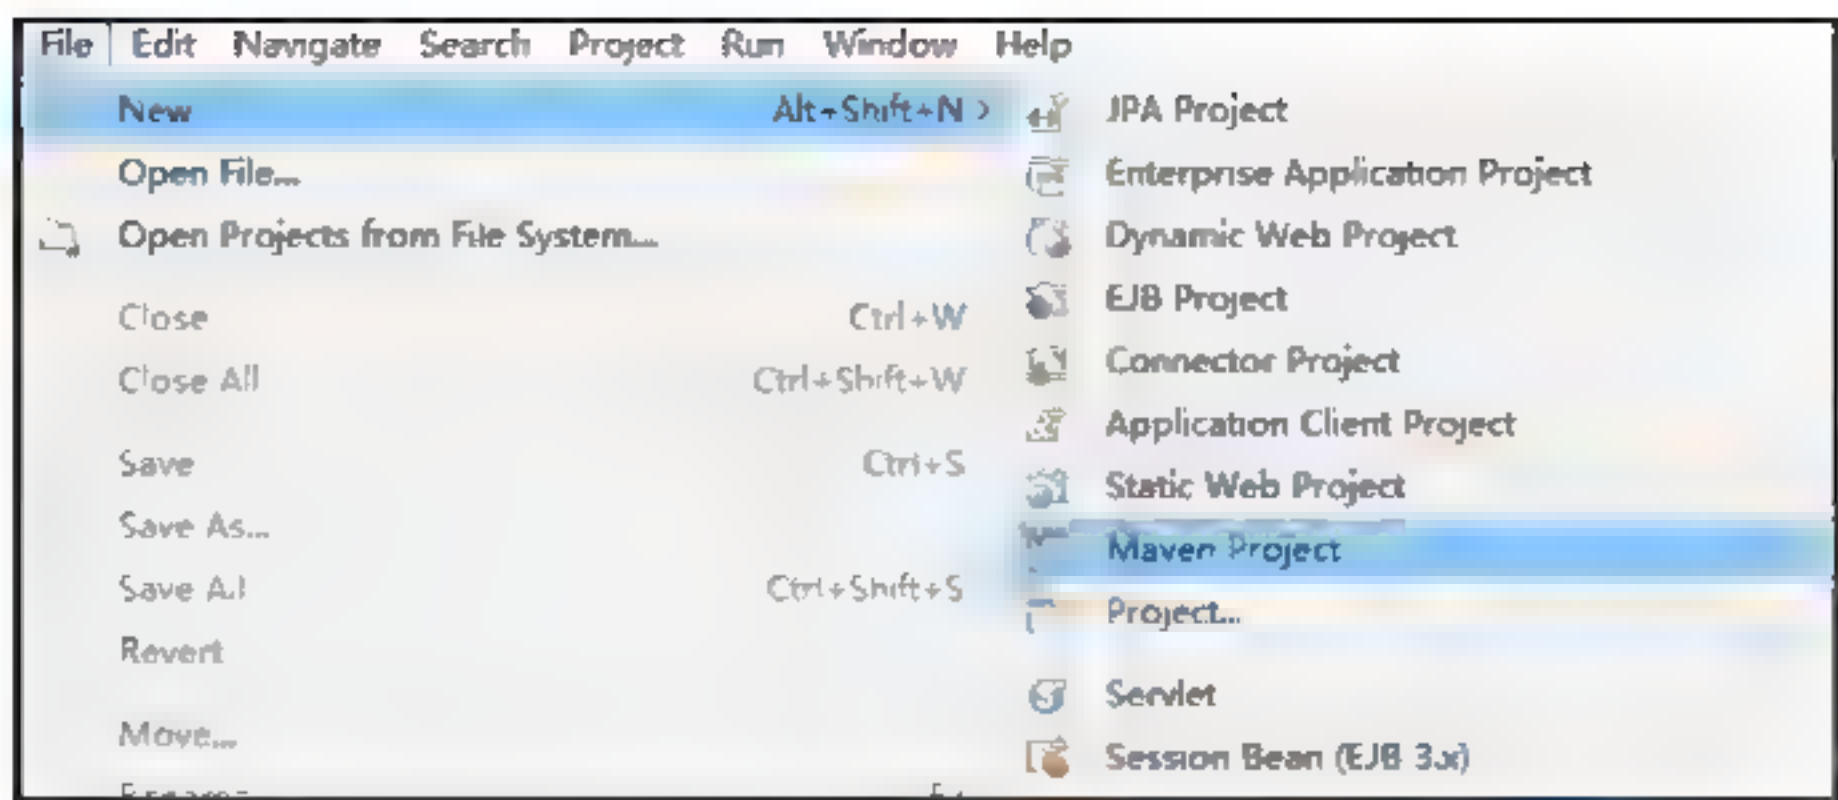 File Edit Navigate Search Project Run Window Help
New Alt+Shift+N >
Open File...
Open Projects from File System...
Close Ctrl+W
Close All Ctrl+Shift+W
Save Ctrl+S
Save As...
Save All Ctrl+Shift+S
Revert
Move...
JPA Project
Enterprise Application Project
Dynamic Web Project
EJB Project
Connector Project
Application Client Project
Static Web Project
Maven Project
Project...
Servlet
Session Bean (EJB 3.x)